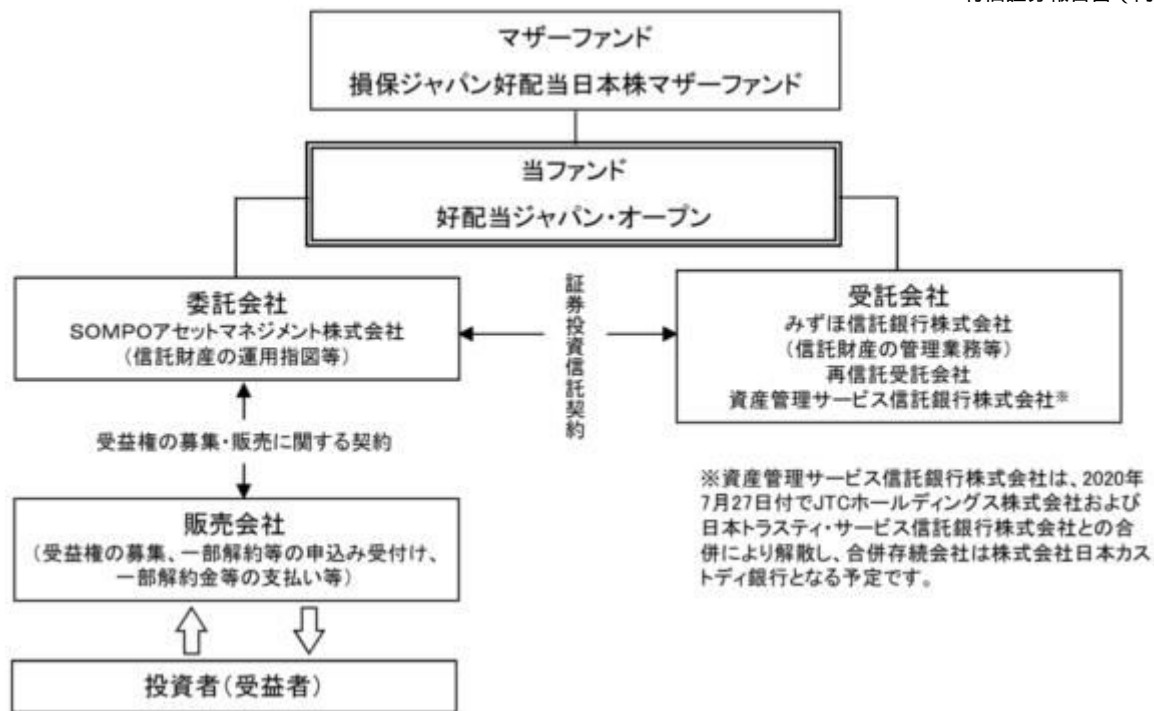 マザーファンド
損保ジャパン好配当日本株マザーファンド
当ファンド
好配当ジャパン・オープン
委託会社
SOMPOアセットマネジメント株式会社
（信託財産の運用指図等）
証券投資信託契約
受託会社
みずほ信託銀行株式会社
（信託財産の管理業務等）
再信託受託会社
資産管理サービス信託銀行株式会社※
受益権の募集・販売に関する契約
販売会社
（受益権の募集、一部解約等の申込み受付け、
一部解約金等の支払い等）
※資産管理サービス信託銀行株式会社は、2020年
7月27日付でJTCホールディングス株式会社および
日本トラスティ・サービス信託銀行株式会社との合
併により解散し、合併存続会社は株式会社日本カス
トディ銀行となる予定です。
投資者（受益者）